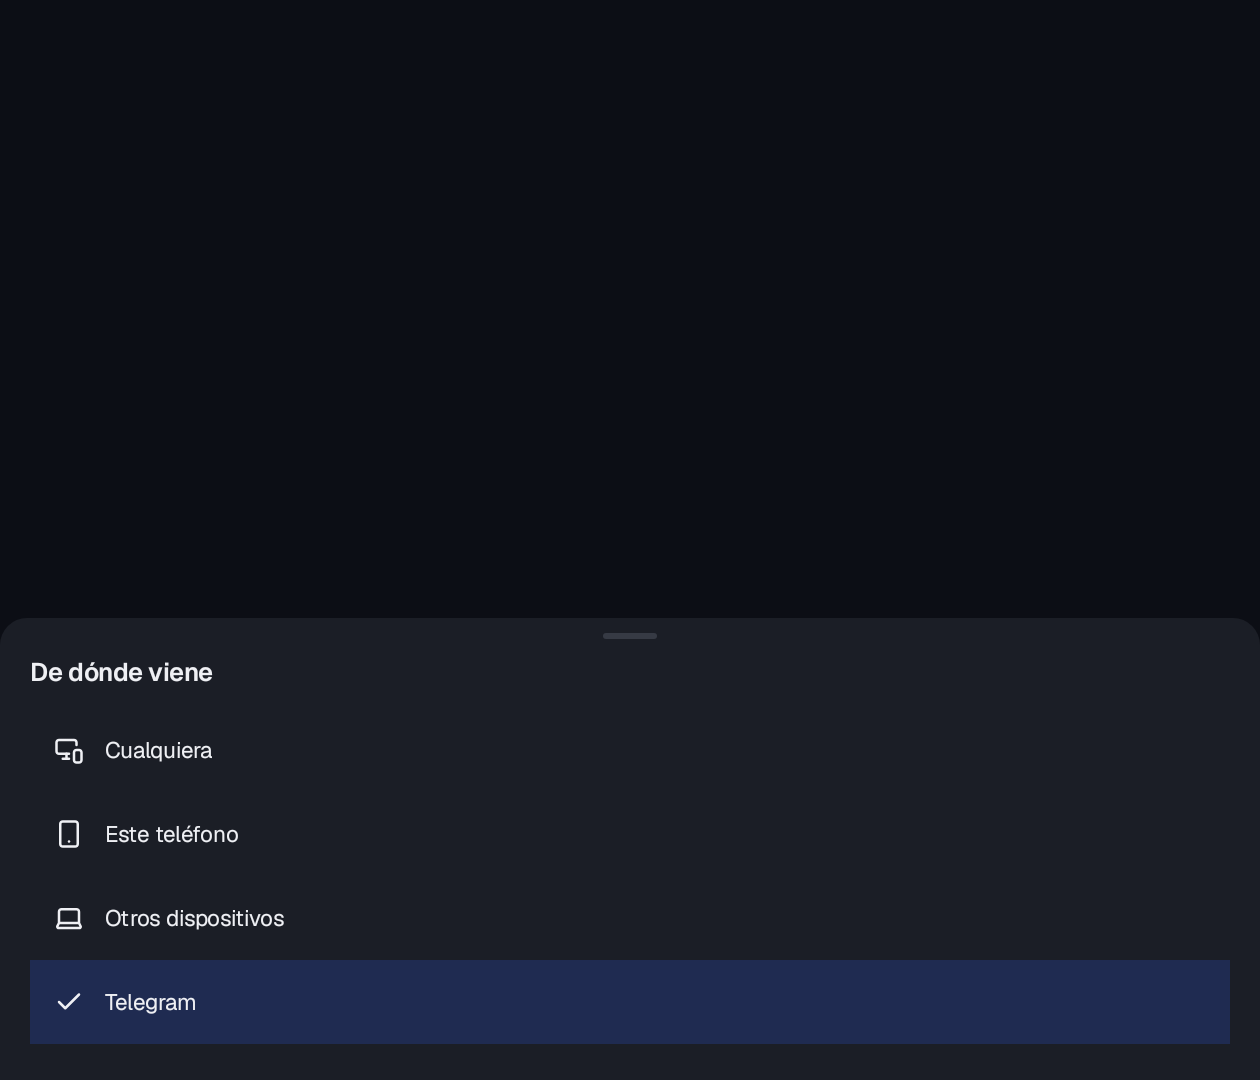 De dónde viene
Cualquiera
Este teléfono
Otros dispositivos
Telegram